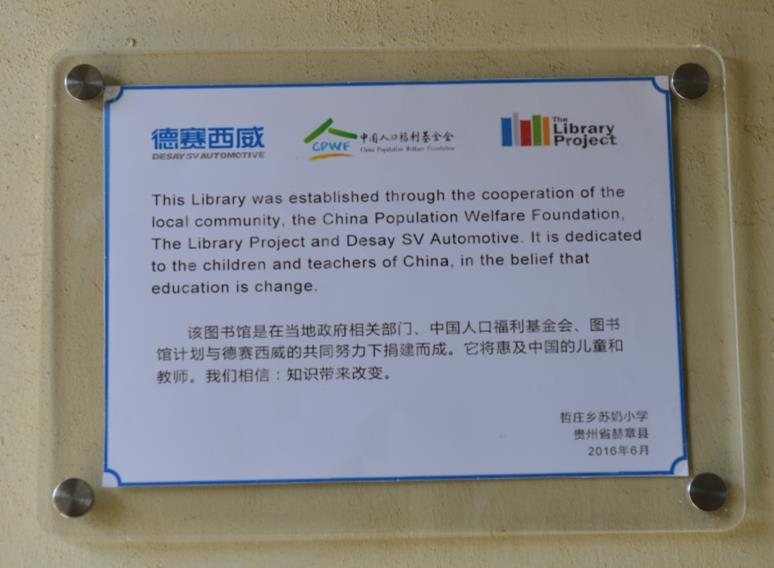 德赛西威
DESAY SV AUTOMOTIVE
CPWF
中国人口福利基金会
China Population Welfare Foundation
The
Library
Project
This Library was established through the cooperation of the
local community, the China Population Welfare Foundation,
The Library Project and Desay SV Automotive. It is dedicated
to the children and teachers of China, in the belief that
education is change.
该图书馆是在当地政府相关部门、中国人口福利基金会、图书
馆计划与德赛西威的共同努力下捐建而成。它将惠及中国的儿童和
教师。我们相信：知识带来改变。
哲庄乡苏奶小学
贵州省赫章县
2016年6月